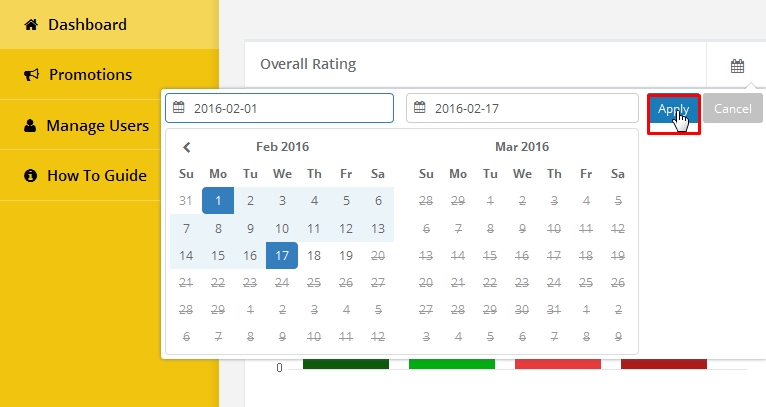 Dashboard
Promotions
Manage Users
How To Guide
Overall Rating
2016-02-01 2016-02-17 Apply Cancel
Feb 2016 Mar 2016
Su Mo Tu We Th Fr Sa Su Mo Tu We Th Fr Sa
31 1 2 3 4 5 6 28 29 1 2 3 4 5
7 8 9 10 11 12 13 6 7 8 9 10 11 12
14 15 16 17 18 19 20 13 14 15 16 17 18 19
21 22 23 24 25 26 27 20 21 22 23 24 25 26
28 29 1 2 3 4 5 27 28 29 30 31 1 2
6 7 8 9 10 11 12 3 4 5 6 7 8 9
0